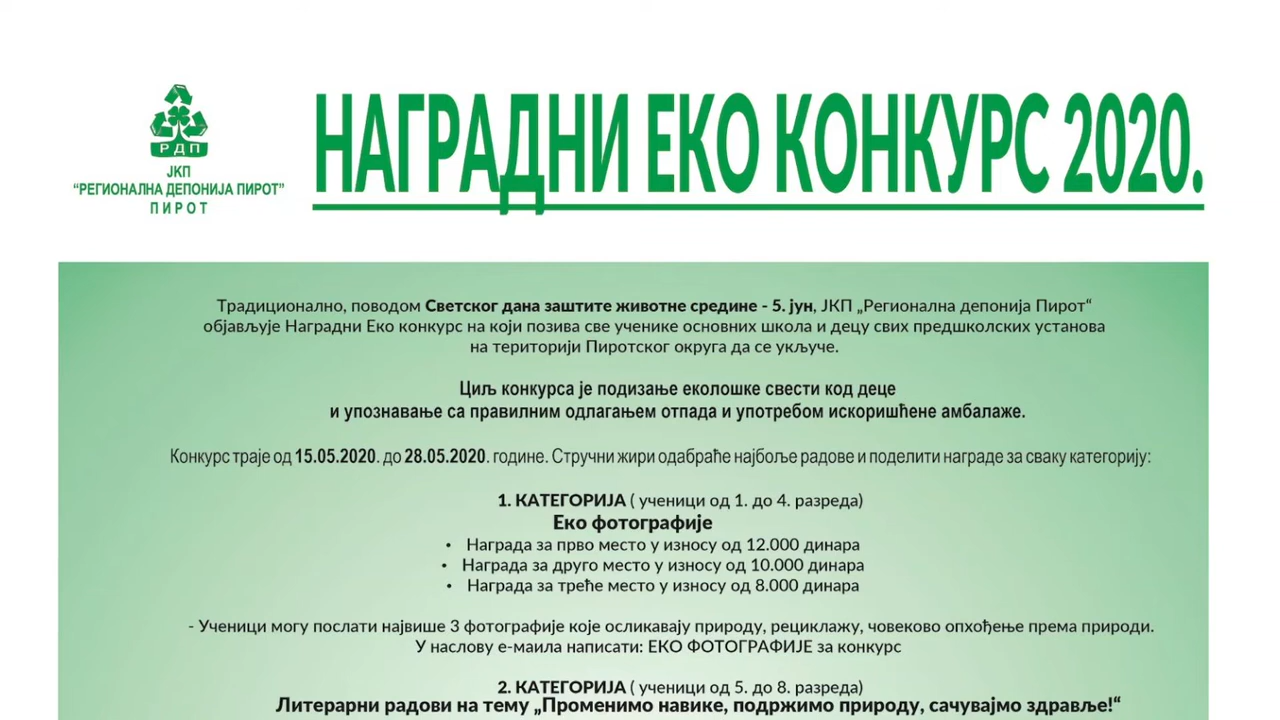 РДП
ЈКП
“РЕГИОНАЛНА ДЕПОНИЈА ПИРОТ”
ПИРОТ
НАГРАДНИ ЕКО КОНКУРС 2020.
Традиционално, поводом Светског дана заштите животне средине - 5. јун, ЈКП „Регионална депонија Пирот“
објављује Наградни Еко конкурс на који позива све ученике основних школа и децу свих предшколских установа
на територији Пиротског округа да се укључе.
Циљ конкурса је подизање еколошке свести код деце
и упознавање са правилним одлагањем отпада и употребом искоришћене амбалаже.
Конкурс траје од 15.05.2020. до 28.05.2020. године. Стручни жири одабраће најбоље радове и поделити награде за сваку категорију:
1. КАТЕГОРИЈА ( ученици од 1. до 4. разреда)
Еко фотографије
• Награда за прво место у износу од 12.000 динара
• Награда за друго место у износу од 10.000 динара
• Награда за треће место у износу од 8.000 динара
- Ученици могу послати највише 3 фотографије које осликавају природу, рециклажу, човеково опхођење према природи.
У наслову е-маила написати: ЕКО ФОТОГРАФИЈЕ за конкурс
2. КАТЕГОРИЈА ( ученици од 5. до 8. разреда)
Литерарни радови на тему „Променимо навике, подржимо природу, сачувајмо здравље!“